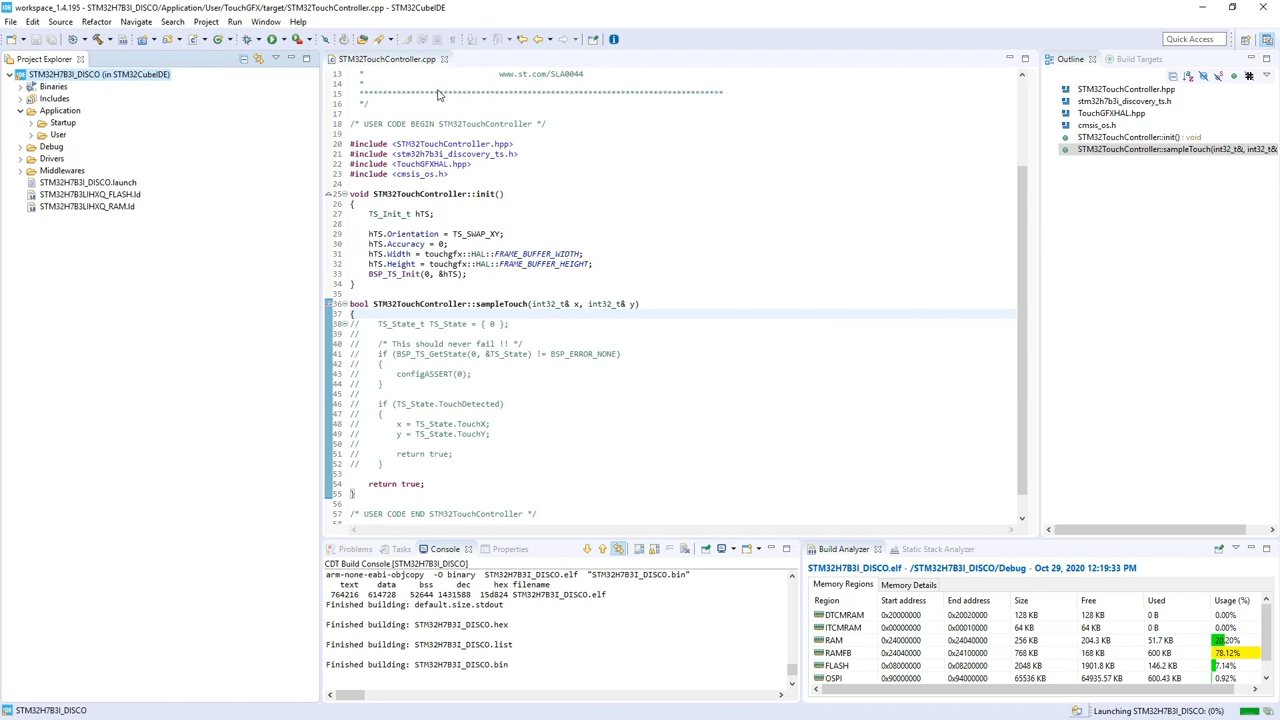 workspace_1.4.195 - STM32H7B3I_DISCO/Application/User/TouchGFX/target/STM32TouchController.cpp - STM32CubeIDE
File Edit Source Refactor Navigate Search Project Run Window Help
Quick Access
Project Explorer
STM32H7B3I_DISCO (in STM32CubeIDE)
Binaries
Includes
Application
Startup
User
Debug
Drivers
Middlewares
STM32H7B3I_DISCO.launch
STM32H7B3LIHXQ_FLASH.ld
STM32H7B3LIHXQ_RAM.ld
STM32TouchController.cpp
13 * www.st.com/SLA0044
14 *
15 ******************************************************************************
16 */
17
18 /* USER CODE BEGIN STM32TouchController */
19
20 #include <STM32TouchController.hpp>
21 #include <stm32h7b3i_discovery_ts.h>
22 #include <TouchGFXHAL.hpp>
23 #include <cmsis_os.h>
24
25 void STM32TouchController::init()
26 {
27 TS_Init_t hTS;
28
29 hTS.Orientation = TS_SWAP_XY;
30 hTS.Accuracy = 0;
31 hTS.Width = touchgfx::HAL::FRAME_BUFFER_WIDTH;
32 hTS.Height = touchgfx::HAL::FRAME_BUFFER_HEIGHT;
33 BSP_TS_Init(0, &hTS);
34 }
35
36 bool STM32TouchController::sampleTouch(int32_t& x, int32_t& y)
37 {
38 // TS_State_t TS_State = { 0 };
39 //
40 // /* This should never fail !! */
41 // if (BSP_TS_GetState(0, &TS_State) != BSP_ERROR_NONE)
42 // {
43 // configASSERT(0);
44 // }
45 //
46 // if (TS_State.TouchDetected)
47 // {
48 // x = TS_State.TouchX;
49 // y = TS_State.TouchY;
50 //
51 // return true;
52 // }
53
54 return true;
55 }
56
57 /* USER CODE END STM32TouchController */
58
Outline Build Targets
STM32TouchController.hpp
stm32h7b3i_discovery_ts.h
TouchGFXHAL.hpp
cmsis_os.h
STM32TouchController::init() : void
STM32TouchController::sampleTouch(int32_t&, int32_t&
Problems Tasks Console Properties
CDT Build Console [STM32H7B3I_DISCO]
arm-none-eabi-objcopy -O binary STM32H7B3I_DISCO.elf "STM32H7B3I_DISCO.bin"
text data bss dec hex filename
764216 614728 52644 1431588 15d824 STM32H7B3I_DISCO.elf
Finished building: default.size.stdout
Finished building: STM32H7B3I_DISCO.hex
Finished building: STM32H7B3I_DISCO.list
Finished building: STM32H7B3I_DISCO.bin
Build Analyzer Static Stack Analyzer
STM32H7B3I_DISCO.elf - /STM32H7B3I_DISCO/Debug - Oct 29, 2020 12:19:33 PM
Memory Regions Memory Details
Region Start address End address Size Free Used Usage (%)
DTCMRAM 0x20000000 0x20020000 128 KB 128 KB 0 B 0.00%
ITCMRAM 0x00000000 0x00010000 64 KB 64 KB 0 B 0.00%
RAM 0x24000000 0x24040000 256 KB 204.3 KB 51.7 KB 20.20%
RAMFB 0x24040000 0x24100000 768 KB 168 KB 600 KB 78.12%
FLASH 0x08000000 0x08200000 2048 KB 1901.8 KB 146.2 KB 7.14%
OSPI 0x90000000 0x94000000 65536 KB 64935.57 KB 600.43 KB 0.92%
STM32H7B3I_DISCO
Launching STM32H7B3I_DISCO: (0%)